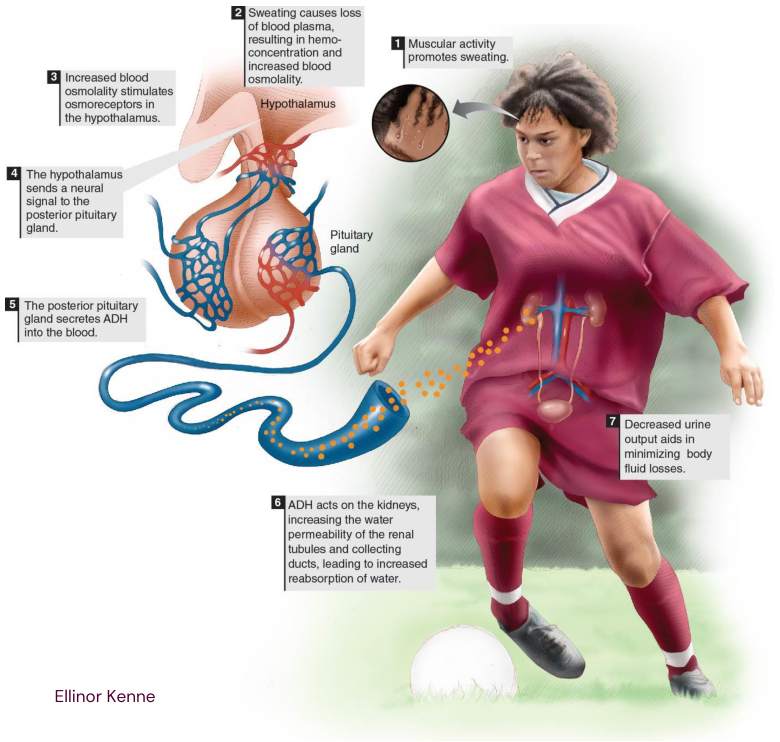 1 Muscular activity
promotes sweating.
2 Sweating causes loss
of blood plasma,
resulting in hemo-
concentration and
increased blood
osmolality.
3 Increased blood
osmolality stimulates
osmoreceptors in
the hypothalamus.
Hypothalamus
4 The hypothalamus
sends a neural
signal to the
posterior pituitary
gland.
Pituitary
gland
5 The posterior pituitary
gland secretes ADH
into the blood.
6 ADH acts on the kidneys,
increasing the water
permeability of the renal
tubules and collecting
ducts, leading to increased
reabsorption of water.
7 Decreased urine
output aids in
minimizing body
fluid losses.
Ellinor Kenne